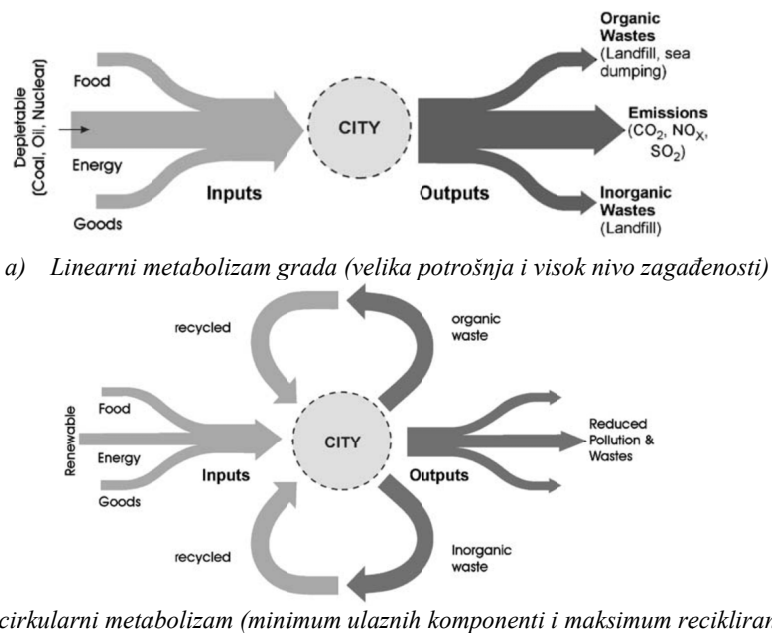 Organic
Wastes
(Landfill, sea
dumping)
Food
Depletable
(Coal, Oil, Nuclear)
CITY
Emissions
(CO₂, NOₓ,
SO₂)
Energy
Inputs
Outputs
Inorganic
Wastes
(Landfill)
Goods
a) Linearni metabolizam grada (velika potrošnja i visok nivo zagađenosti)
recycled
organic
waste
Renewable
Food
Energy
Goods
CITY
Reduced
Pollution &
Wastes
Inputs
Outputs
recycled
Inorganic
waste
cirkularni metabolizam (minimum ulaznih komponenti i maksimum recikliran